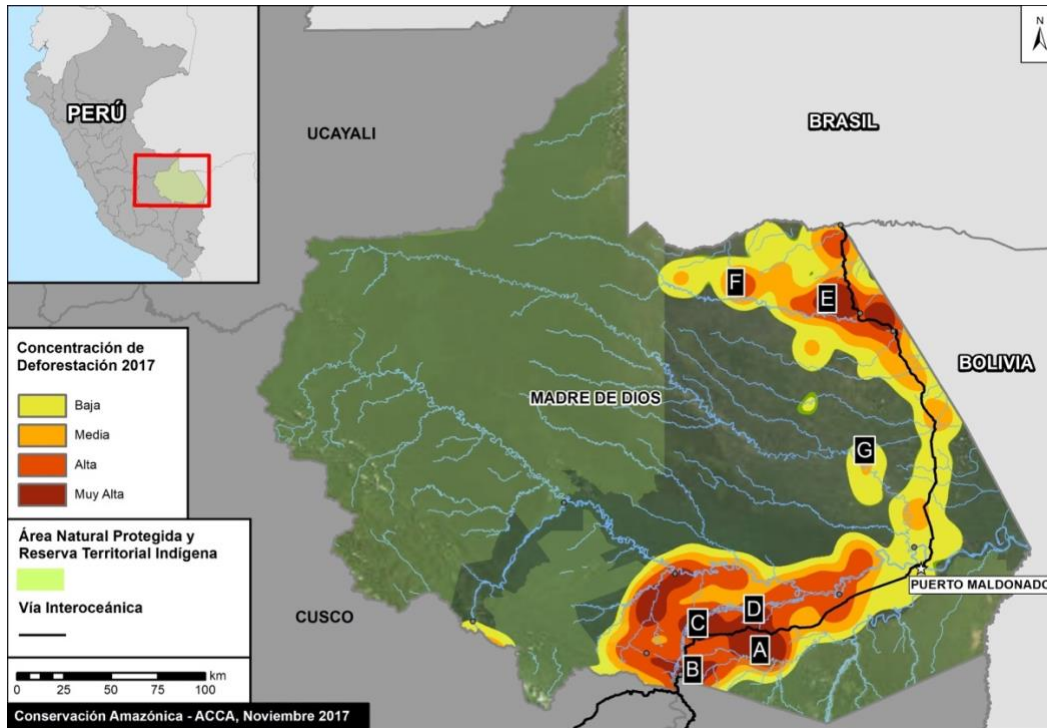 PERÚ
UCAYALI
BRASIL
N
F
E
BOLIVIA
MADRE DE DIOS
G
Concentración de
Deforestación 2017
Baja
Media
Alta
Muy Alta
Área Natural Protegida y
Reserva Territorial Indígena
Vía Interoceánica
0 25 50 75 100
km
CUSCO
PUERTO MALDONADO
D
C
A
B
Conservación Amazónica - ACCA, Noviembre 2017